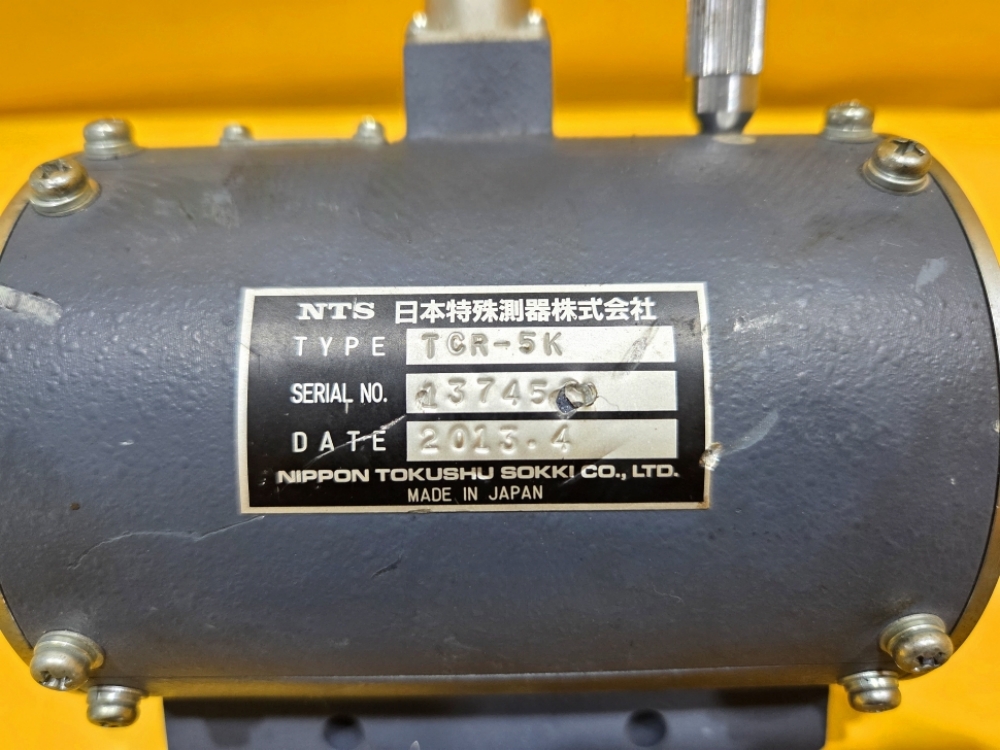 NTS 日本特殊測器株式会社
TYPE TCR-5K
SERIAL NO.
DATE 2013.4
NIPPON TOKUSHU SOKKI CO., LTD.
MADE IN JAPAN